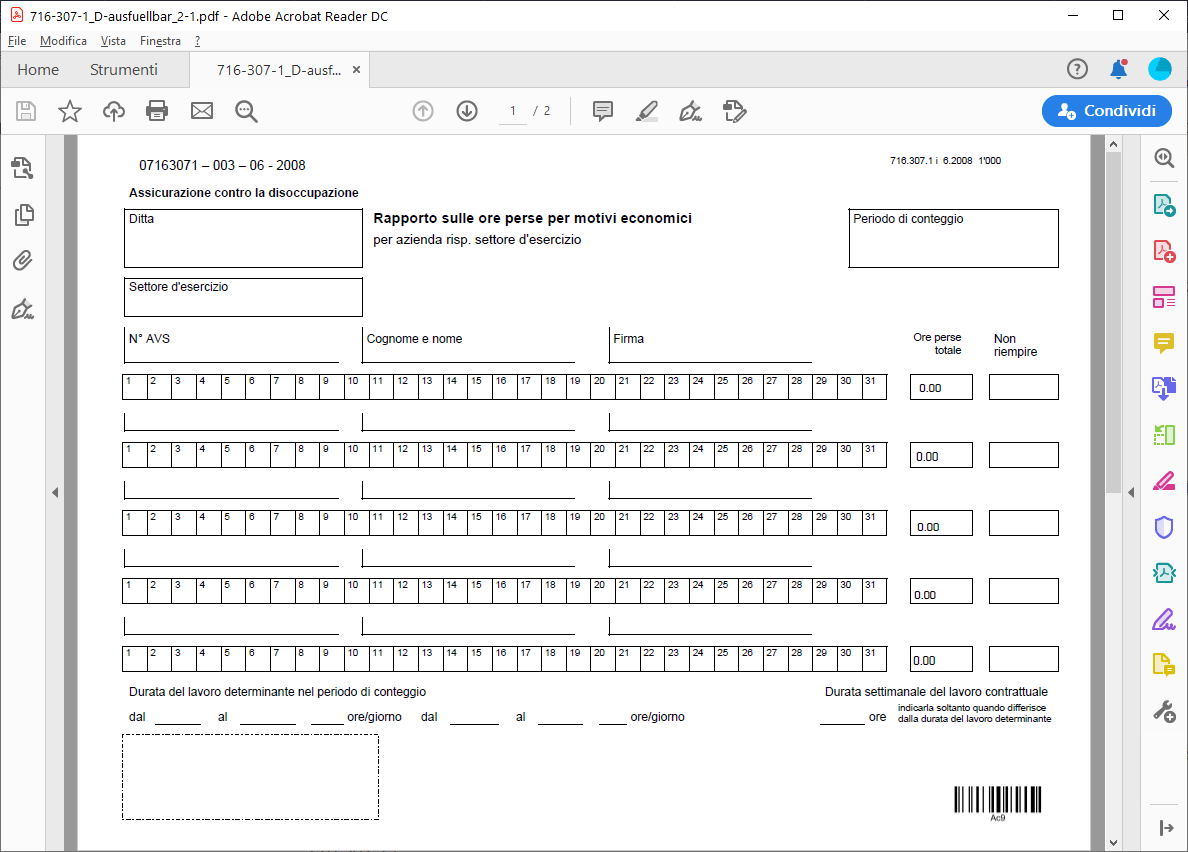 716-307-1_D-ausfuellbar_2-1.pdf - Adobe Acrobat Reader DC
File Modifica Vista Finestra ?
Home Strumenti 716-307-1_D-ausf... ×
1 / 2 Condividi
07163071 – 003 – 06 - 2008 716.307.1 i 6.2008 1'000
Assicurazione contro la disoccupazione
Ditta Rapporto sulle ore perse per motivi economici Periodo di conteggio
per azienda risp. settore d'esercizio
Settore d'esercizio
N° AVS Cognome e nome Firma Ore perse totale Non riempire
1 2 3 4 5 6 7 8 9 10 11 12 13 14 15 16 17 18 19 20 21 22 23 24 25 26 27 28 29 30 31 0.00
1 2 3 4 5 6 7 8 9 10 11 12 13 14 15 16 17 18 19 20 21 22 23 24 25 26 27 28 29 30 31 0.00
1 2 3 4 5 6 7 8 9 10 11 12 13 14 15 16 17 18 19 20 21 22 23 24 25 26 27 28 29 30 31 0.00
1 2 3 4 5 6 7 8 9 10 11 12 13 14 15 16 17 18 19 20 21 22 23 24 25 26 27 28 29 30 31 0.00
1 2 3 4 5 6 7 8 9 10 11 12 13 14 15 16 17 18 19 20 21 22 23 24 25 26 27 28 29 30 31 0.00
Durata del lavoro determinante nel periodo di conteggio Durata settimanale del lavoro contrattuale
dal al ore/giorno dal al ore/giorno ore indicarla soltanto quando differisce
dalla durata del lavoro determinante
Ac9